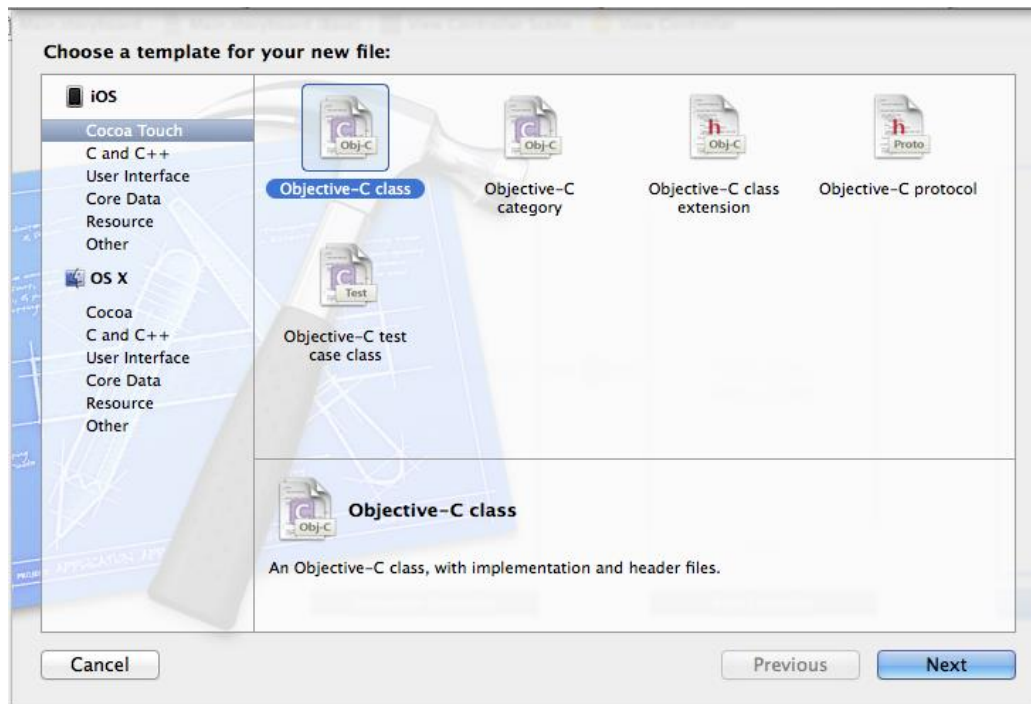 Choose a template for your new file:
iOS
Cocoa Touch
C and C++
User Interface
Core Data
Resource
Other
OS X
Cocoa
C and C++
User Interface
Core Data
Resource
Other
Obj-C
Objective-C class
Obj-C
Objective-C
category
h
Obj-C
Objective-C class
extension
h
Proto
Objective-C protocol
Test
Objective-C test
case class
Obj-C
Objective-C class
An Objective-C class, with implementation and header files.
Cancel
Previous
Next